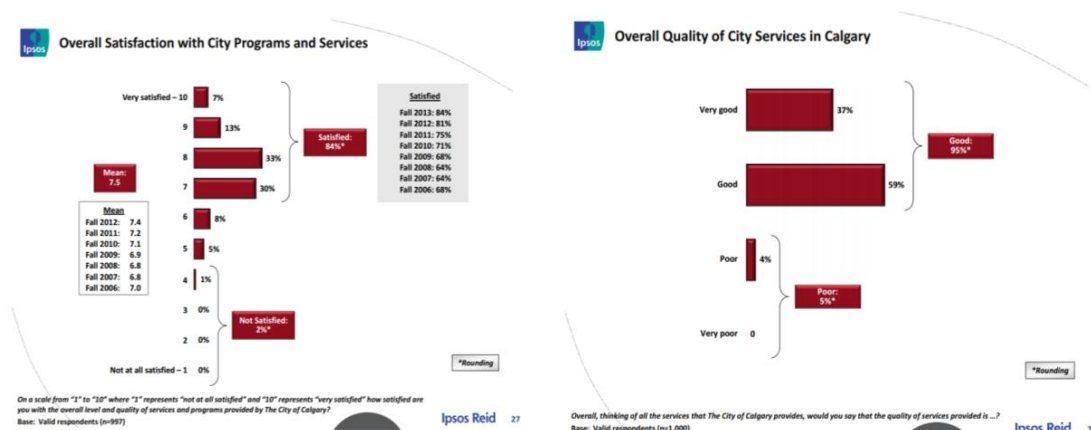 Ipsos
Overall Satisfaction with City Programs and Services
Very satisfied – 10 7%
9 13%
8 33%
7 30%
6 8%
5 5%
4 1%
3 0%
2 0%
Not at all satisfied – 1 0%
Satisfied:
84%*
Not Satisfied:
2%*
Mean:
7.5
Mean
Fall 2012: 7.4
Fall 2011: 7.2
Fall 2010: 7.1
Fall 2009: 6.9
Fall 2008: 6.8
Fall 2007: 6.8
Fall 2006: 7.0
Satisfied
Fall 2013: 84%
Fall 2012: 81%
Fall 2011: 75%
Fall 2010: 71%
Fall 2009: 68%
Fall 2008: 64%
Fall 2007: 64%
Fall 2006: 68%
*Rounding
On a scale from "1" to "10" where "1" represents "not at all satisfied" and "10" represents "very satisfied" how satisfied are
you with the overall level and quality of services and programs provided by The City of Calgary?
Base: Valid respondents (n=997)
Ipsos Reid 27
Ipsos
Overall Quality of City Services in Calgary
Very good 37%
Good 59%
Poor 4%
Very poor 0
Good:
95%*
Poor:
5%*
*Rounding
Overall, thinking of all the services that The City of Calgary provides, would you say that the quality of services provided is ...?
Base: Valid respondents (n=1,000)
Ipsos Reid